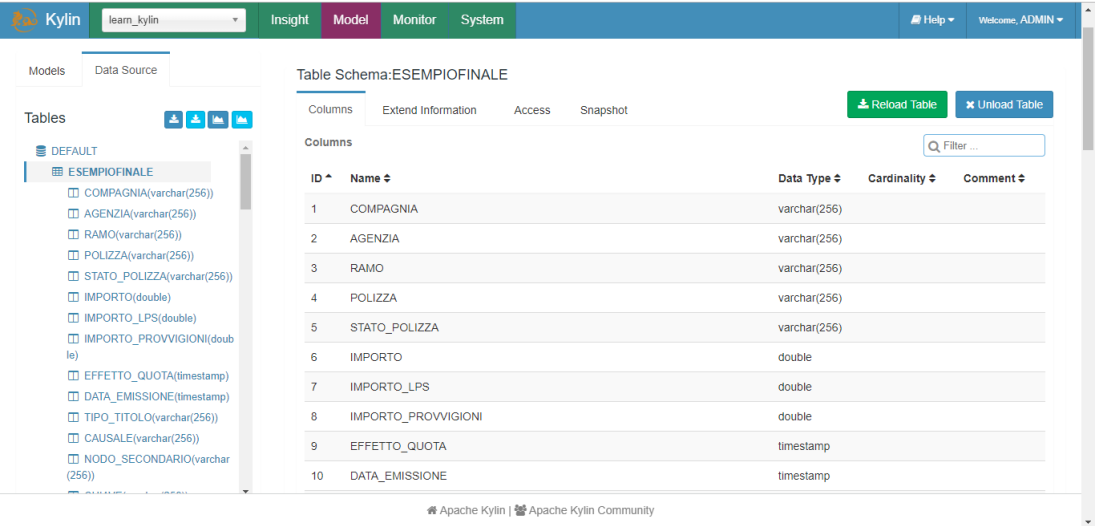 Kylin learn_kylin Insight Model Monitor System Help Welcome, ADMIN
Models Data Source
Tables
DEFAULT
ESEMPIOFINALE
COMPAGNIA(varchar(256))
AGENZIA(varchar(256))
RAMO(varchar(256))
POLIZZA(varchar(256))
STATO_POLIZZA(varchar(256))
IMPORTO(double)
IMPORTO_LPS(double)
IMPORTO_PROVVIGIONI(doub
le)
EFFETTO_QUOTA(timestamp)
DATA_EMISSIONE(timestamp)
TIPO_TITOLO(varchar(256))
CAUSALE(varchar(256))
NODO_SECONDARIO(varchar
(256))
Table Schema:ESEMPIOFINALE
Columns Extend Information Access Snapshot Reload Table Unload Table
Columns Filter ...
ID Name Data Type Cardinality Comment
1 COMPAGNIA varchar(256)
2 AGENZIA varchar(256)
3 RAMO varchar(256)
4 POLIZZA varchar(256)
5 STATO_POLIZZA varchar(256)
6 IMPORTO double
7 IMPORTO_LPS double
8 IMPORTO_PROVVIGIONI double
9 EFFETTO_QUOTA timestamp
10 DATA_EMISSIONE timestamp
Apache Kylin | Apache Kylin Community